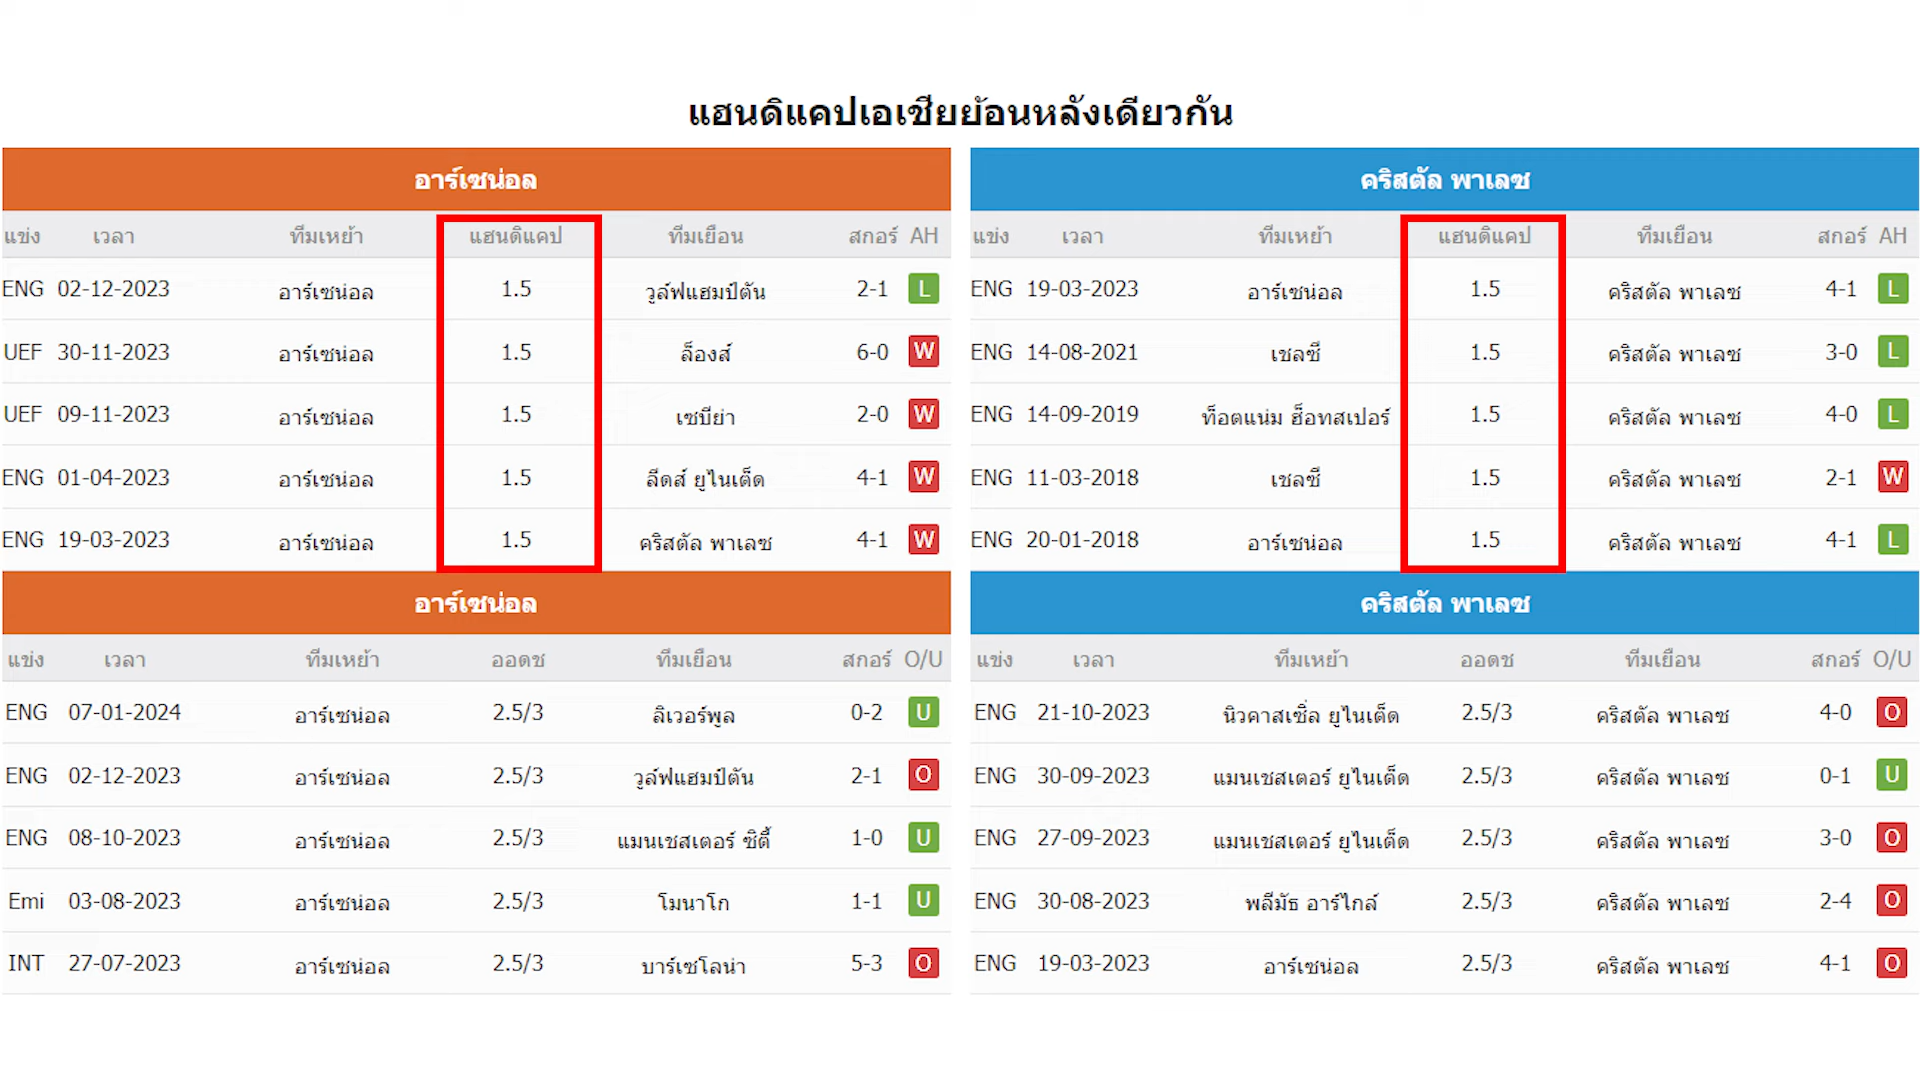 แฮนดิแคปเอเชียย้อนหลังเดียวกัน
อาร์เซน่อล
แข่ง เวลา ทีมเหย้า แฮนดิแคป ทีมเยือน สกอร์ AH
ENG 02-12-2023 อาร์เซน่อล 1.5 วูล์ฟแฮมป์ตัน 2-1 L
UEF 30-11-2023 อาร์เซน่อล 1.5 ล็องส์ 6-0 W
UEF 09-11-2023 อาร์เซน่อล 1.5 เซบีย่า 2-0 W
ENG 01-04-2023 อาร์เซน่อล 1.5 ลีดส์ ยูไนเต็ด 4-1 W
ENG 19-03-2023 อาร์เซน่อล 1.5 คริสตัล พาเลซ 4-1 W
คริสตัล พาเลซ
แข่ง เวลา ทีมเหย้า แฮนดิแคป ทีมเยือน สกอร์ AH
ENG 19-03-2023 อาร์เซน่อล 1.5 คริสตัล พาเลซ 4-1 L
ENG 14-08-2021 เชลซี 1.5 คริสตัล พาเลซ 3-0 L
ENG 14-09-2019 ท็อตแน่ม ฮ็อทสเปอร์ 1.5 คริสตัล พาเลซ 4-0 L
ENG 11-03-2018 เชลซี 1.5 คริสตัล พาเลซ 2-1 W
ENG 20-01-2018 อาร์เซน่อล 1.5 คริสตัล พาเลซ 4-1 L
อาร์เซน่อล
แข่ง เวลา ทีมเหย้า ออดซ ทีมเยือน สกอร์ O/U
ENG 07-01-2024 อาร์เซน่อล 2.5/3 ลิเวอร์พูล 0-2 U
ENG 02-12-2023 อาร์เซน่อล 2.5/3 วูล์ฟแฮมป์ตัน 2-1 O
ENG 08-10-2023 อาร์เซน่อล 2.5/3 แมนเชสเตอร์ ซิตี้ 1-0 U
Emi 03-08-2023 อาร์เซน่อล 2.5/3 โมนาโก 1-1 U
INT 27-07-2023 อาร์เซน่อล 2.5/3 บาร์เซโลน่า 5-3 O
คริสตัล พาเลซ
แข่ง เวลา ทีมเหย้า ออดซ ทีมเยือน สกอร์ O/U
ENG 21-10-2023 นิวคาสเซิ่ล ยูไนเต็ด 2.5/3 คริสตัล พาเลซ 4-0 O
ENG 30-09-2023 แมนเชสเตอร์ ยูไนเต็ด 2.5/3 คริสตัล พาเลซ 0-1 U
ENG 27-09-2023 แมนเชสเตอร์ ยูไนเต็ด 2.5/3 คริสตัล พาเลซ 3-0 O
ENG 30-08-2023 พลีมัธ อาร์ไกล์ 2.5/3 คริสตัล พาเลซ 2-4 O
ENG 19-03-2023 อาร์เซน่อล 2.5/3 คริสตัล พาเลซ 4-1 O